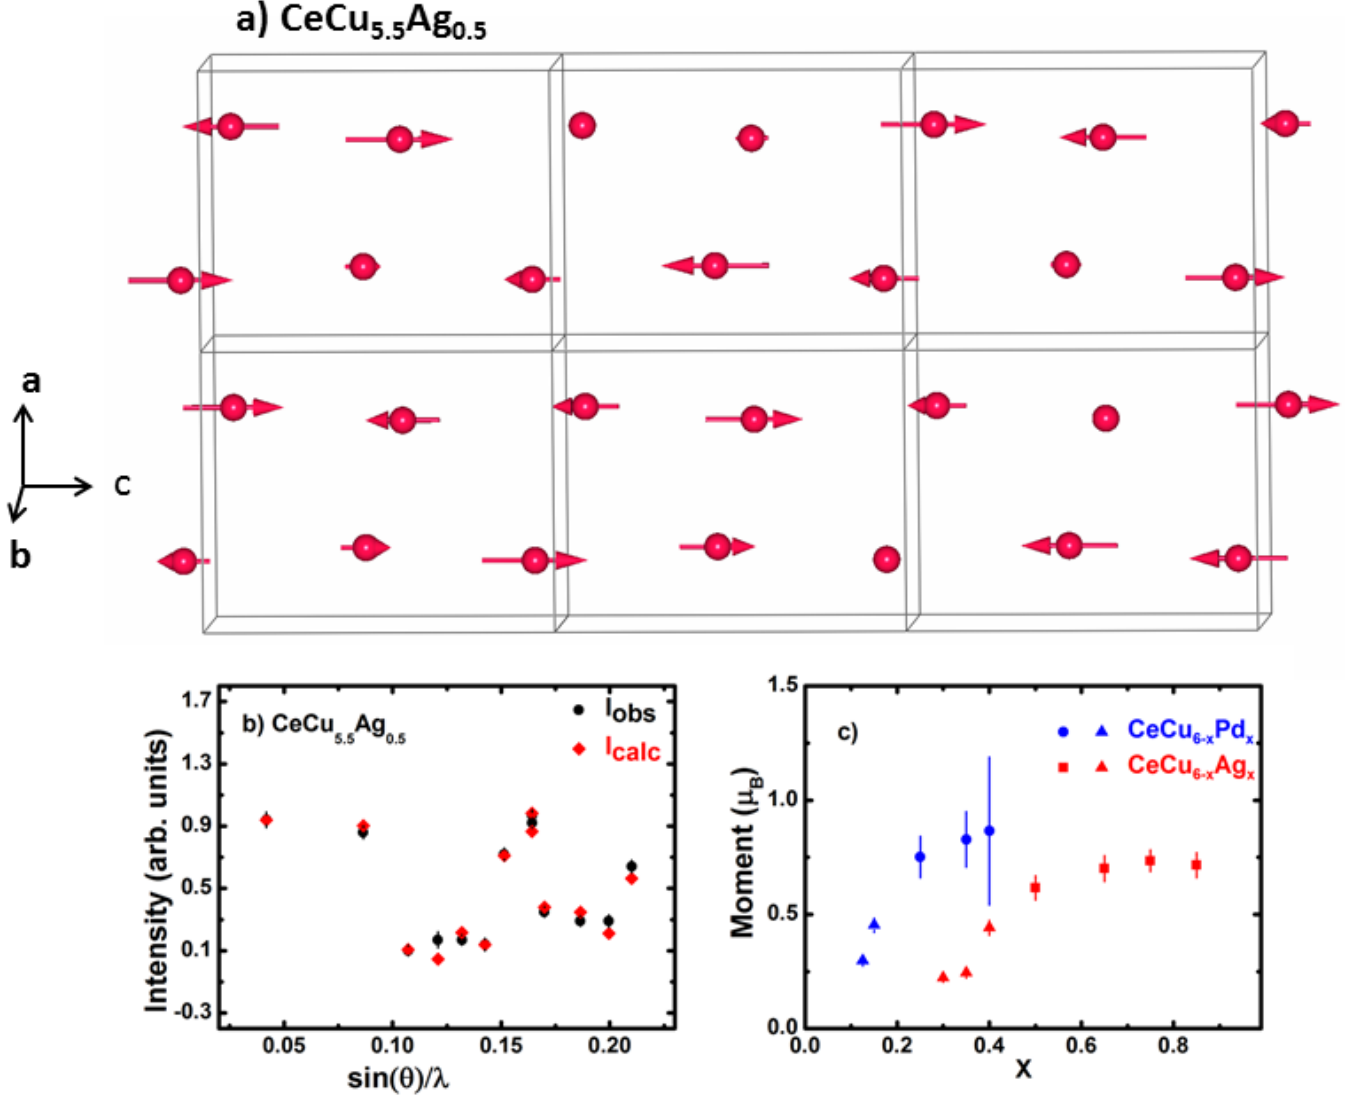 a) CeCu5.5Ag0.5
a
c
b
b) CeCu5.5Ag0.5
Iobs
Icalc
Intensity (arb. units)
1.7
1.3
0.9
0.5
0.1
-0.3
0.05 0.10 0.15 0.20
sin(θ)/λ
c)
CeCu6-xPdx
CeCu6-xAgx
Moment (μB)
1.5
1.0
0.5
0.0
0.0 0.2 0.4 0.6 0.8
X